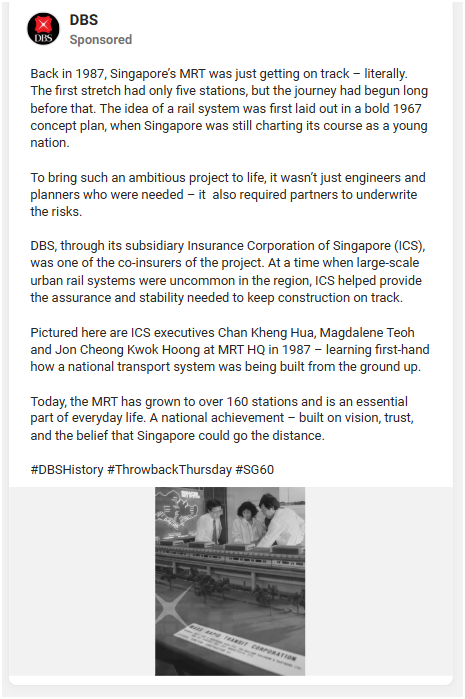 DBS
DBS
Sponsored
Back in 1987, Singapore’s MRT was just getting on track – literally.
The first stretch had only five stations, but the journey had begun long
before that. The idea of a rail system was first laid out in a bold 1967
concept plan, when Singapore was still charting its course as a young
nation.
To bring such an ambitious project to life, it wasn’t just engineers and
planners who were needed – it  also required partners to underwrite
the risks.
DBS, through its subsidiary Insurance Corporation of Singapore (ICS),
was one of the co-insurers of the project. At a time when large-scale
urban rail systems were uncommon in the region, ICS helped provide
the assurance and stability needed to keep construction on track.
Pictured here are ICS executives Chan Kheng Hua, Magdalene Teoh
and Jon Cheong Kwok Hoong at MRT HQ in 1987 – learning first-hand
how a national transport system was being built from the ground up.
Today, the MRT has grown to over 160 stations and is an essential
part of everyday life. A national achievement – built on vision, trust,
and the belief that Singapore could go the distance.
#DBSHistory #ThrowbackThursday #SG60
MASS RAPID TRANSIT CORPORATION